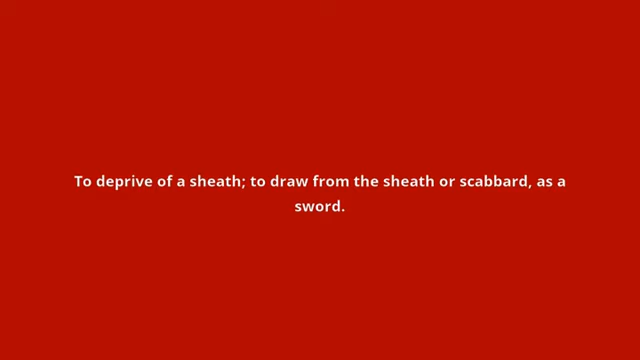 To deprive of a sheath; to draw from the sheath or scabbard, as a
sword.